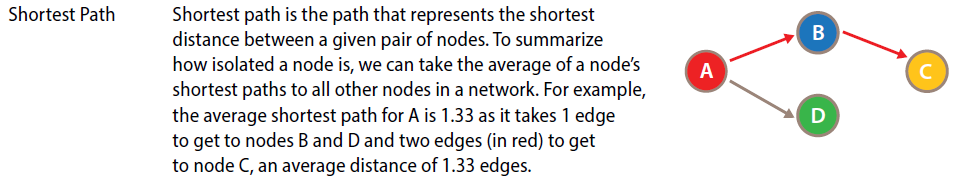 Shortest Path
Shortest path is the path that represents the shortest
distance between a given pair of nodes. To summarize
how isolated a node is, we can take the average of a node’s
shortest paths to all other nodes in a network. For example,
the average shortest path for A is 1.33 as it takes 1 edge
to get to nodes B and D and two edges (in red) to get
to node C, an average distance of 1.33 edges.
A
B
C
D